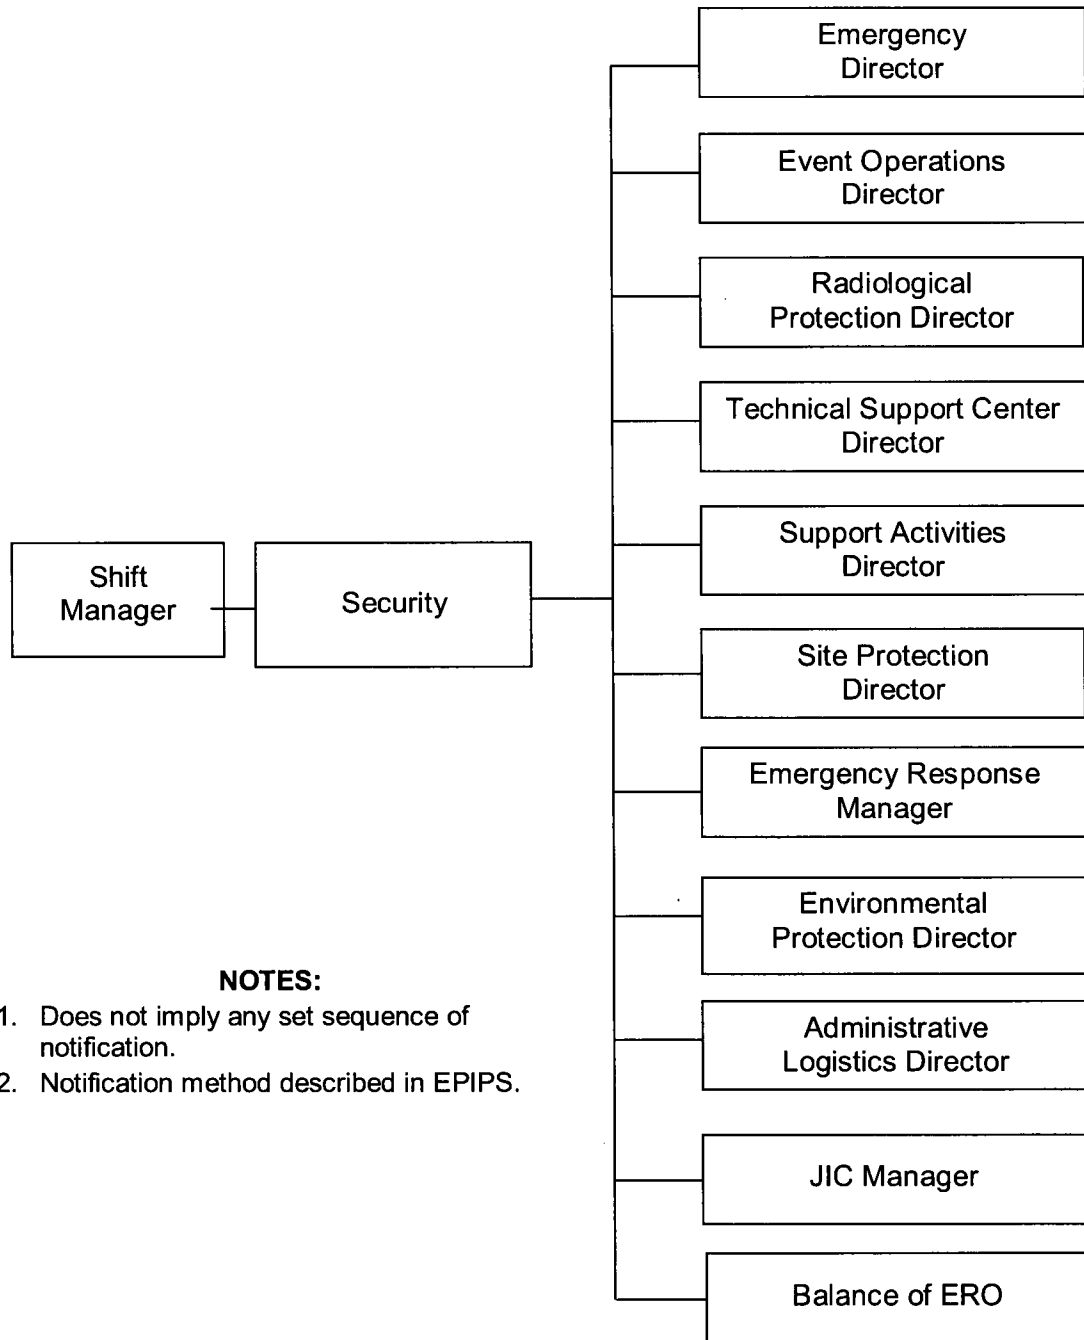 Emergency
Director
Event Operations
Director
Radiological
Protection Director
Technical Support Center
Director
Support Activities
Director
Shift
Manager
Security
Site Protection
Director
Emergency Response
Manager
Environmental
Protection Director
NOTES:
1. Does not imply any set sequence of
notification.
2. Notification method described in EPIPS.
Administrative
Logistics Director
JIC Manager
Balance of ERO